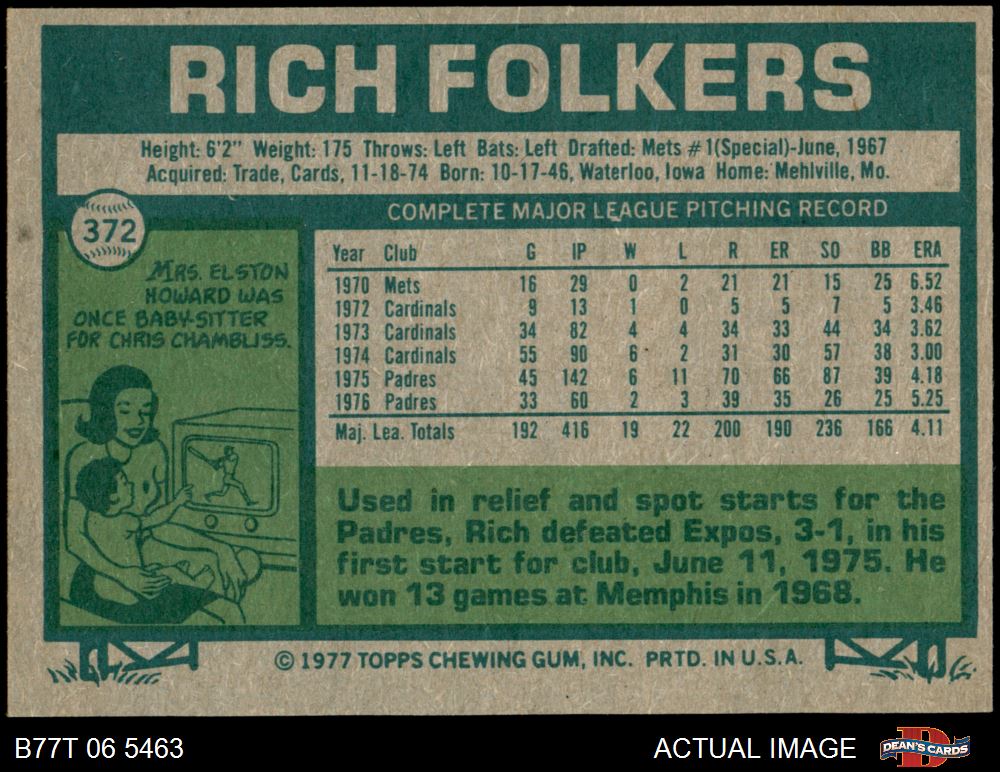 RICH FOLKERS
Height: 6'2" Weight: 175 Throws: Left Bats: Left Drafted: Mets #1(Special)-June, 1967
Acquired: Trade, Cards, 11-18-74 Born: 10-17-46, Waterloo, Iowa Home: Mehlville, Mo.
372
MRS. ELSTON
HOWARD WAS
ONCE BABY-SITTER
FOR CHRIS CHAMBLISS.
COMPLETE MAJOR LEAGUE PITCHING RECORD
Year Club G IP W L R ER SO BB ERA
1970 Mets 16 29 0 2 21 21 15 25 6.52
1972 Cardinals 9 13 1 0 5 5 7 5 3.46
1973 Cardinals 34 82 4 4 34 33 44 34 3.62
1974 Cardinals 55 90 6 2 31 30 57 38 3.00
1975 Padres 45 142 6 11 70 66 87 39 4.18
1976 Padres 33 60 2 3 39 35 26 25 5.25
Maj. Lea. Totals 192 416 19 22 200 190 236 166 4.11
Used in relief and spot starts for the
Padres, Rich defeated Expos, 3-1, in his
first start for club, June 11, 1975. He
won 13 games at Memphis in 1968.
© 1977 TOPPS CHEWING GUM, INC. PRTD. IN U.S.A.
B77T 06 5463
ACTUAL IMAGE
D
DEAN'S CARDS